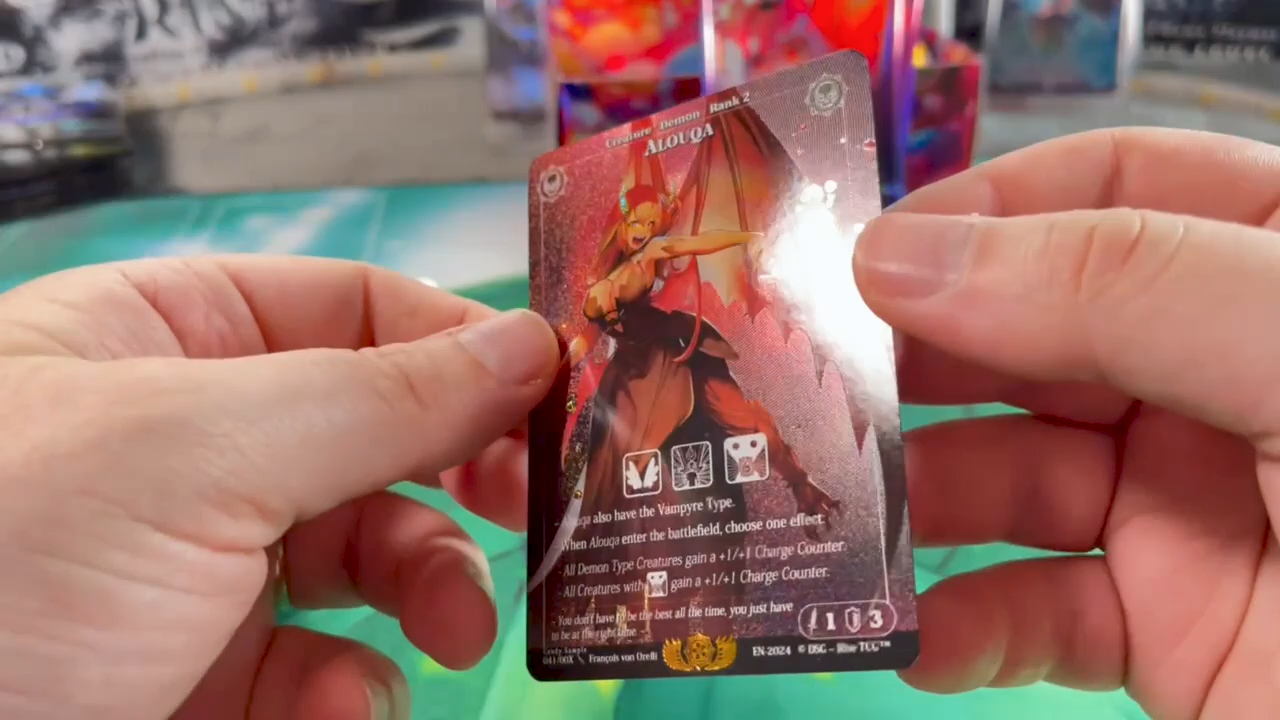 Creature Demon Rank 2
ALOUQA
also have the Vampyre Type.
When Alouqa enter the battlefield, choose one effect:
- All Demon Type Creatures gain a +1/+1 Charge Counter.
- All Creatures with gain a +1/+1 Charge Counter.
- You don't have to be the best all the time, you just have
to be at the right time. -
1 3
041/00X François von Orelli EN-2024 © DSG - Rise TCG™